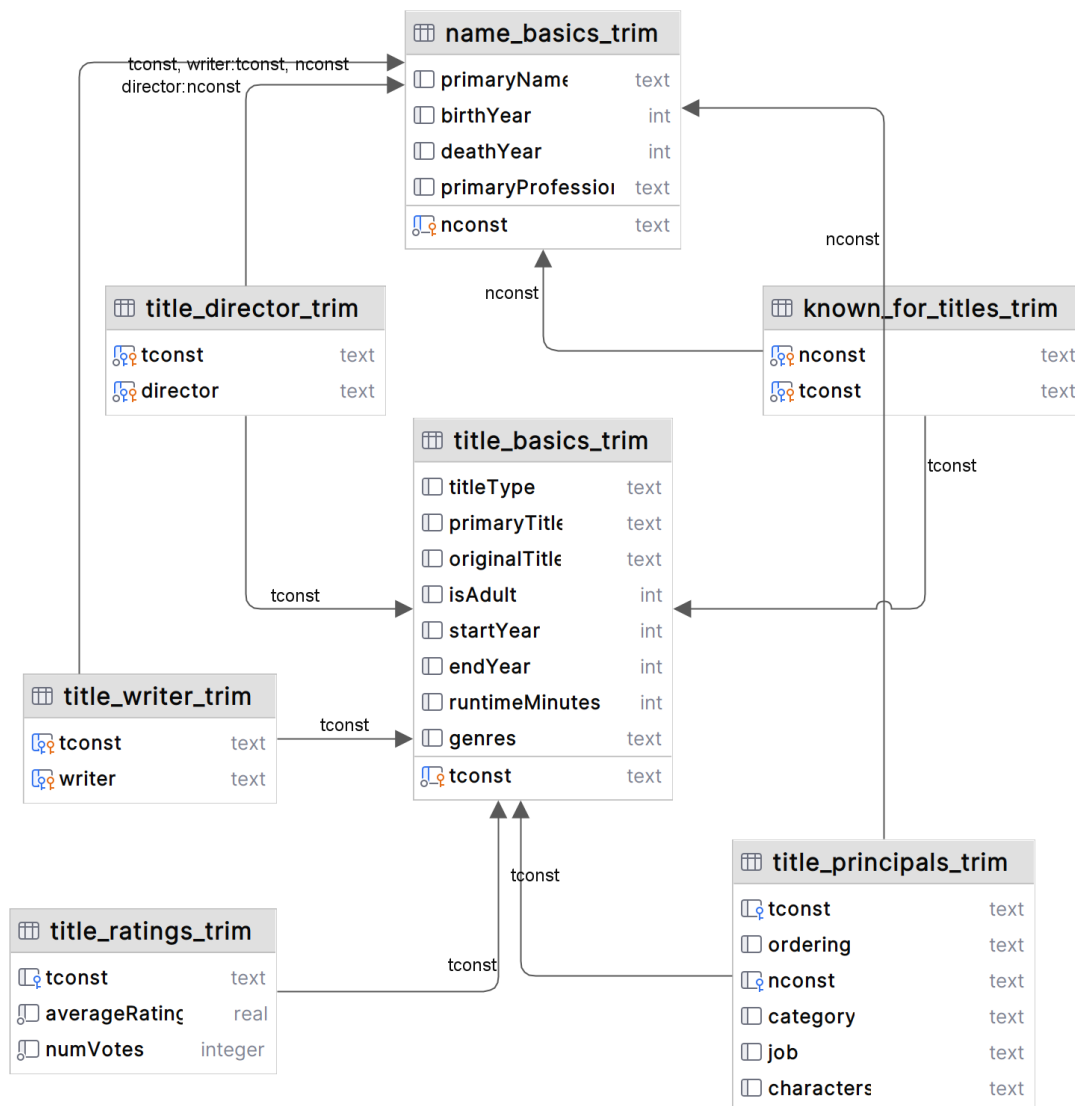 name_basics_trim
primaryName text
birthYear int
deathYear int
primaryProfession text
nconst text
tconst, writer:tconst, nconst
director:nconst
nconst
nconst
title_director_trim
tconst text
director text
known_for_titles_trim
nconst text
tconst text
title_basics_trim
titleType text
primaryTitle text
originalTitle text
isAdult int
startYear int
endYear int
runtimeMinutes int
genres text
tconst text
tconst
tconst
title_writer_trim
tconst text
writer text
tconst
title_principals_trim
tconst text
ordering text
nconst text
category text
job text
characters text
tconst
title_ratings_trim
tconst text
averageRating real
numVotes integer
tconst